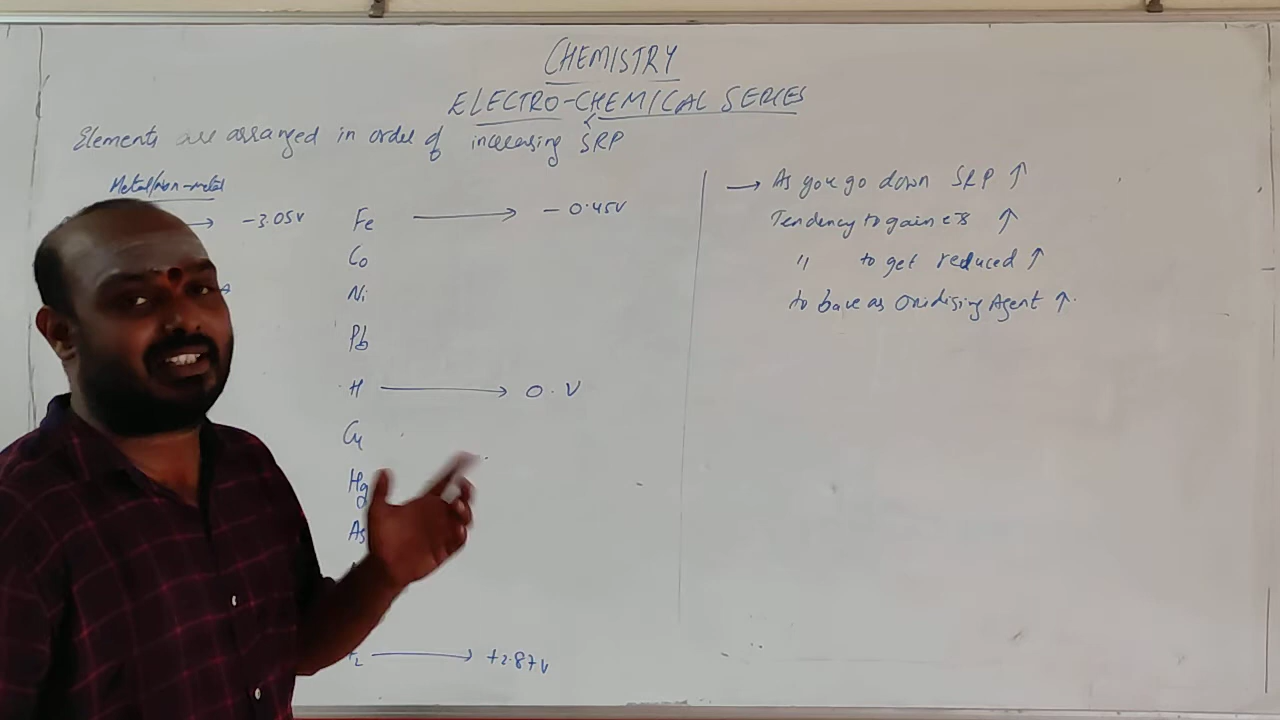 CHEMISTRY
ELECTRO-CHEMICAL SERIES
Elements are arranged in order of increasing SRP
Metal/non-metal
→ -3.05V
Fe → - 0.45V
Co
Ni
Pb
H → 0.V
Cu
Hg
As
→ +2.87V
→ As you go down SRP ↑
Tendency to gain e⁻s ↑
" to get reduced ↑
to as Oxidising Agent ↑